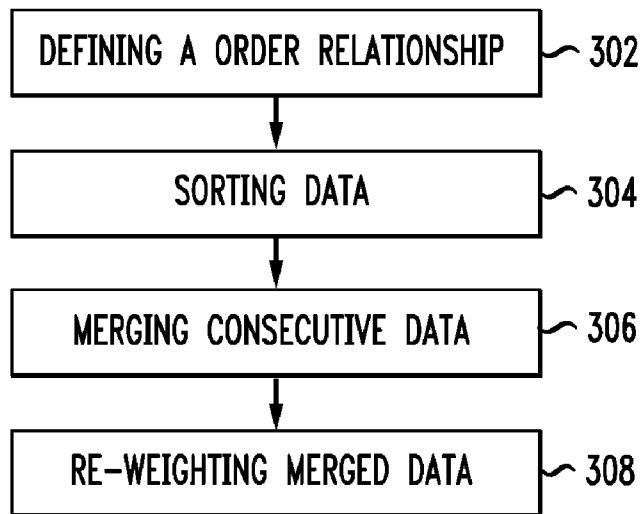 DEFINING A ORDER RELATIONSHIP 302
SORTING DATA 304
MERGING CONSECUTIVE DATA 306
RE-WEIGHTING MERGED DATA 308